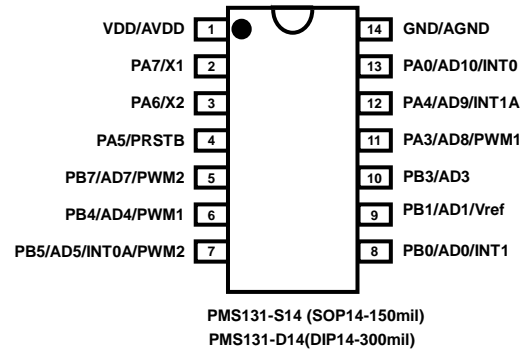 VDD/AVDD 1 14 GND/AGND
PA7/X1 2 13 PA0/AD10/INT0
PA6/X2 3 12 PA4/AD9/INT1A
PA5/PRSTB 4 11 PA3/AD8/PWM1
PB7/AD7/PWM2 5 10 PB3/AD3
PB4/AD4/PWM1 6 9 PB1/AD1/Vref
PB5/AD5/INT0A/PWM2 7 8 PB0/AD0/INT1
PMS131-S14 (SOP14-150mil)
PMS131-D14(DIP14-300mil)